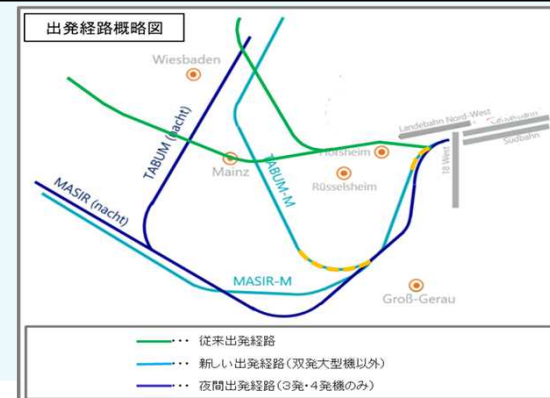 出発経路概略図
Wiesbaden
TABUM (nacht)
Landebahn Nord-West
Südbahn
18 West
Mainz
TABUM-M
Rüsselsheim
MASIR (nacht)
MASIR-M
Groß-Gerau
・・・ 従来出発経路
・・・ 新しい出発経路(双発大型機以外)
・・・ 夜間出発経路(3発・4発機のみ)